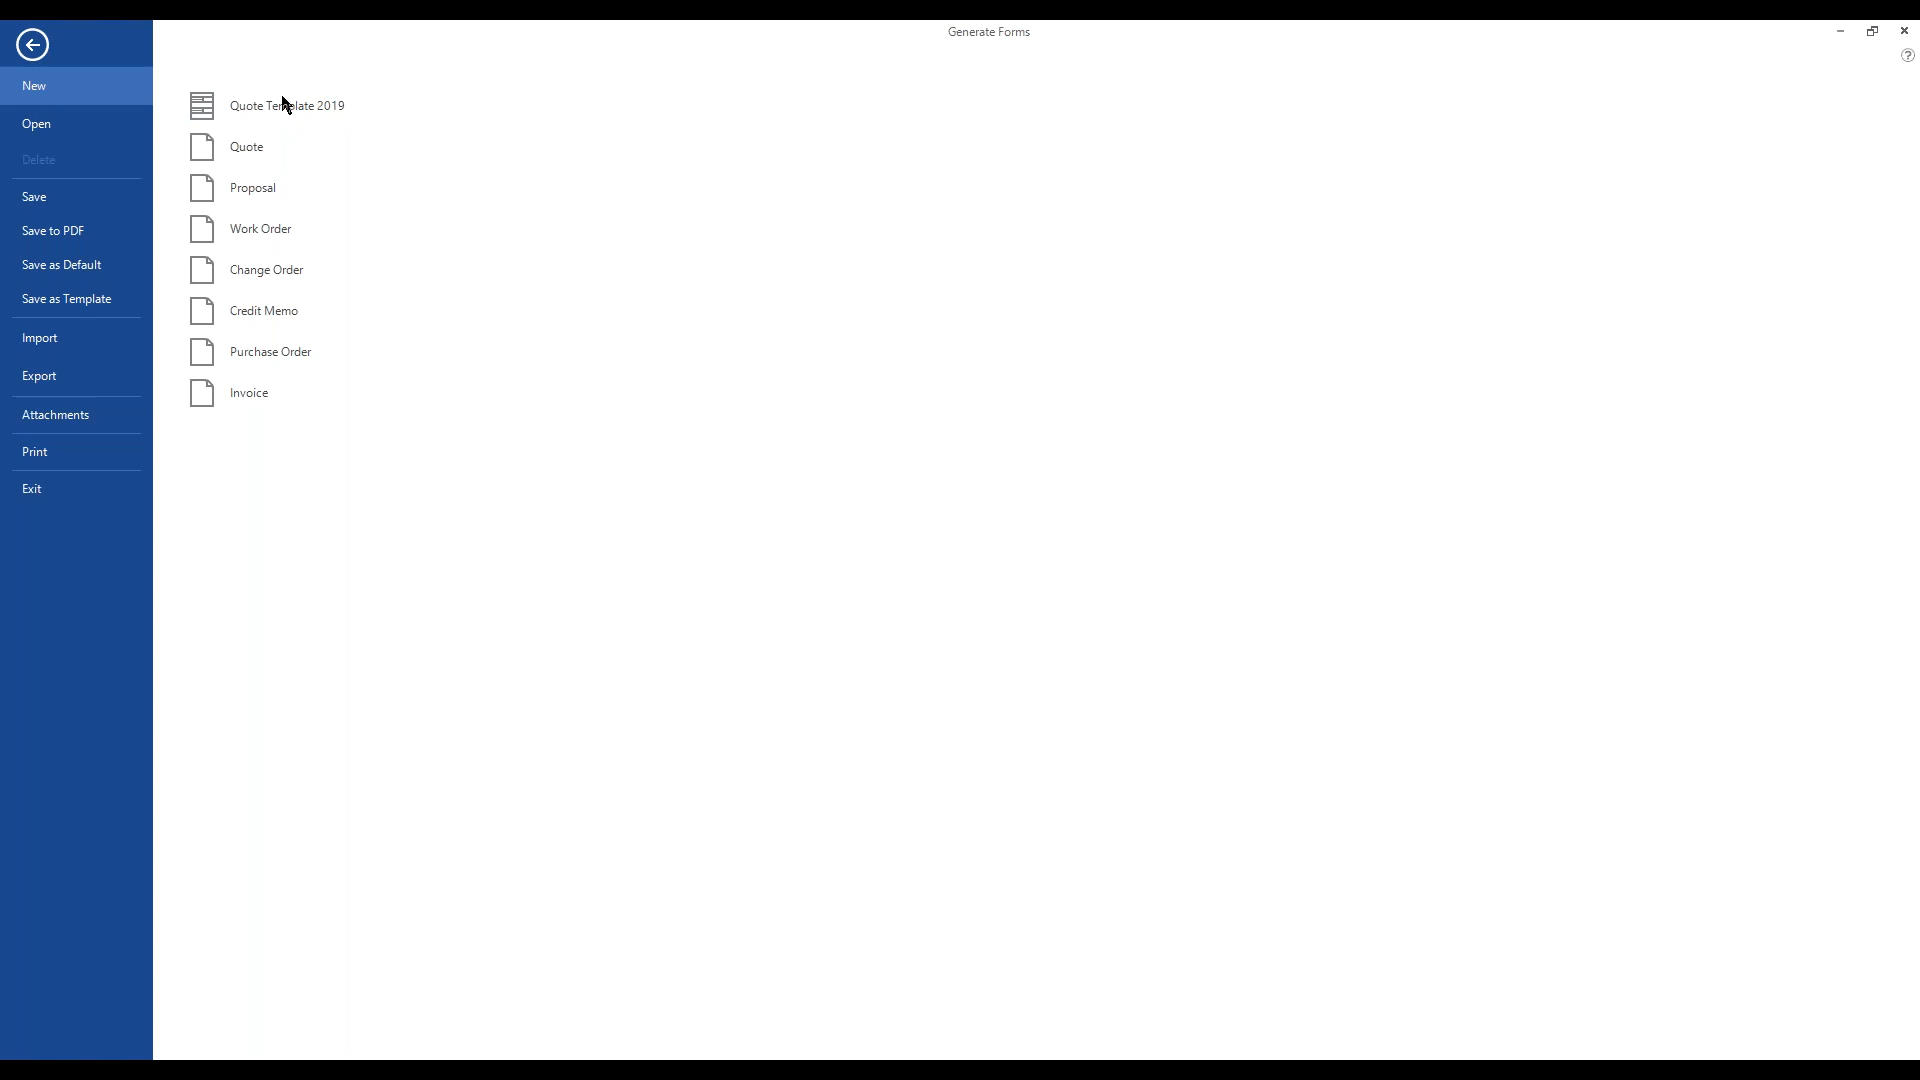 Generate Forms
New
Open
Delete
Save
Save to PDF
Save as Default
Save as Template
Import
Export
Attachments
Print
Exit
Quote Template 2019
Quote
Proposal
Work Order
Change Order
Credit Memo
Purchase Order
Invoice